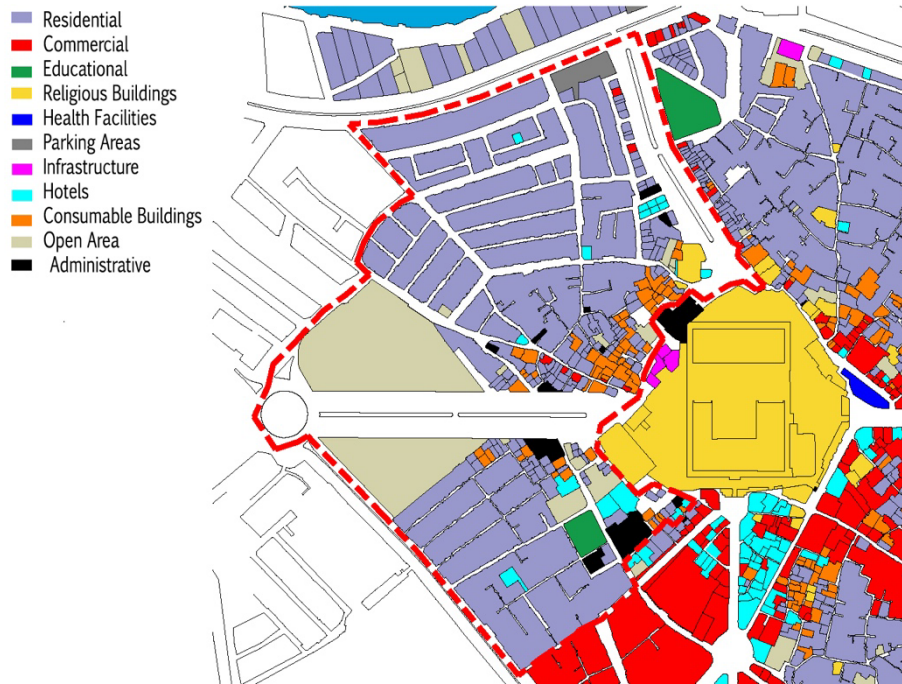 Residential
Commercial
Educational
Religious Buildings
Health Facilities
Parking Areas
Infrastructure
Hotels
Consumable Buildings
Open Area
Administrative